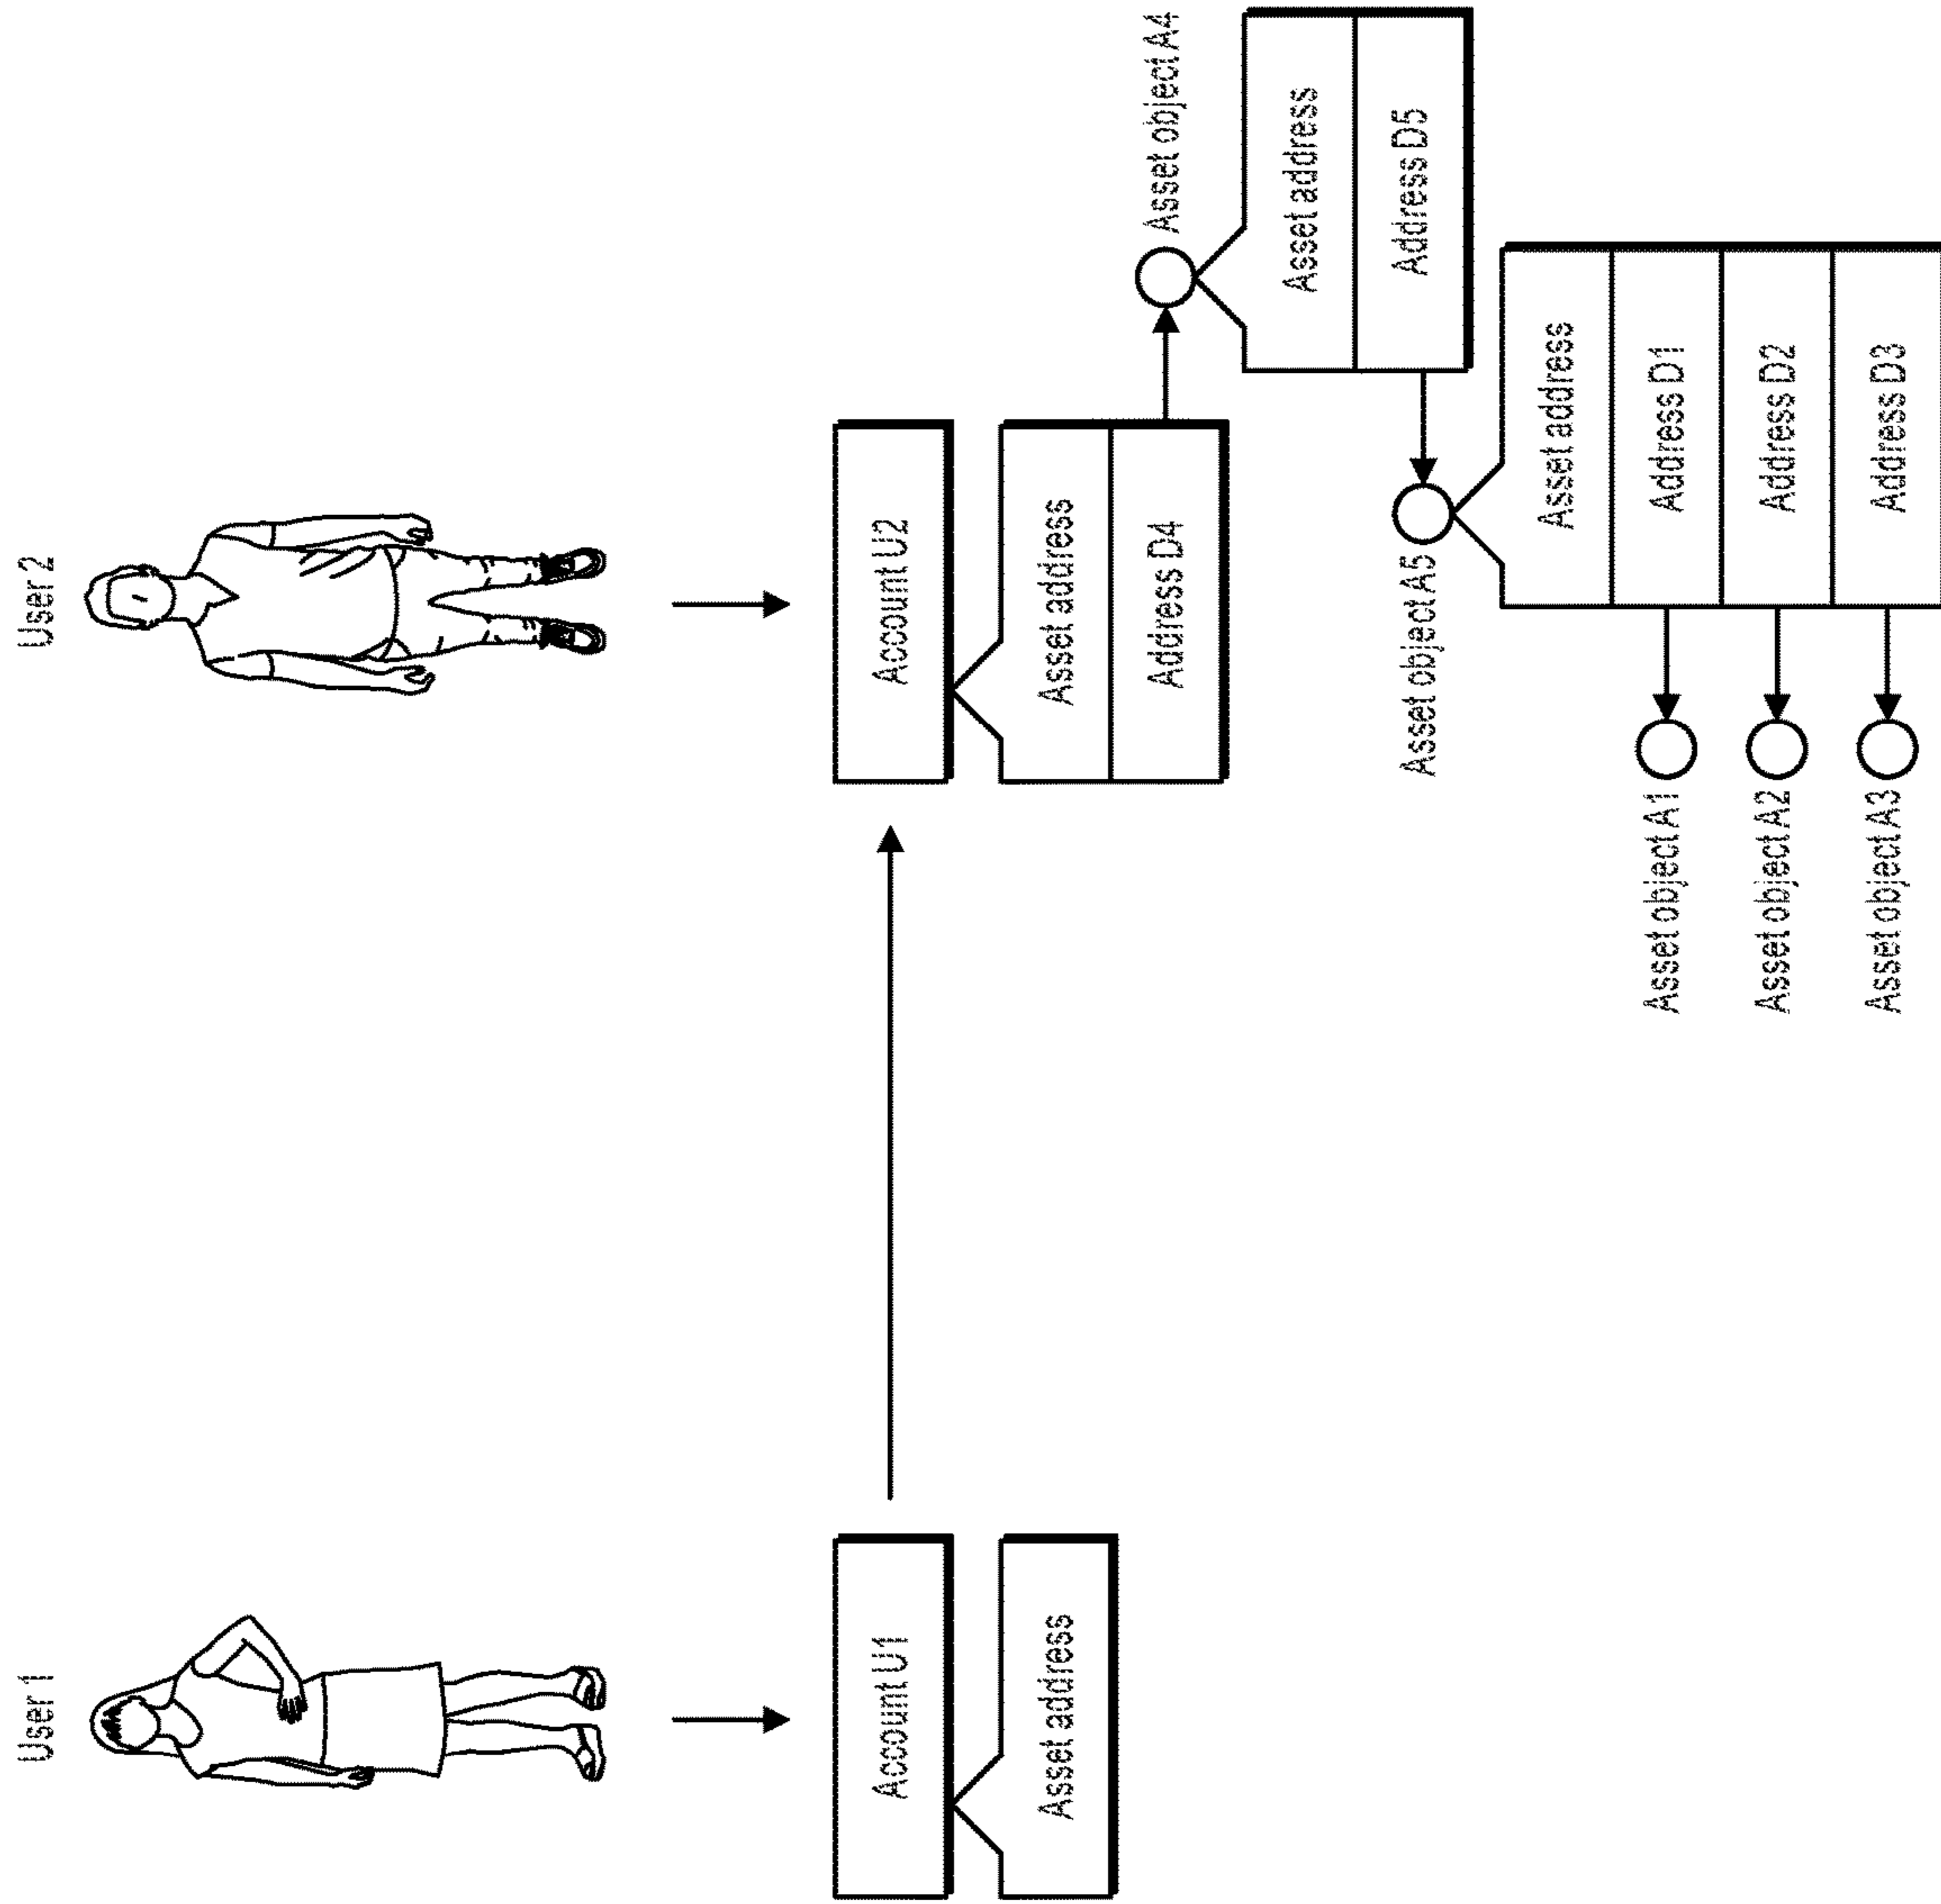 User 1
User 2
Account U1
Account U2
Asset address
Asset address
Address D4
Asset object A4
Asset address
Address D5
Asset object A5
Asset address
Address D1
Address D2
Address D3
Asset object A1
Asset object A2
Asset object A3